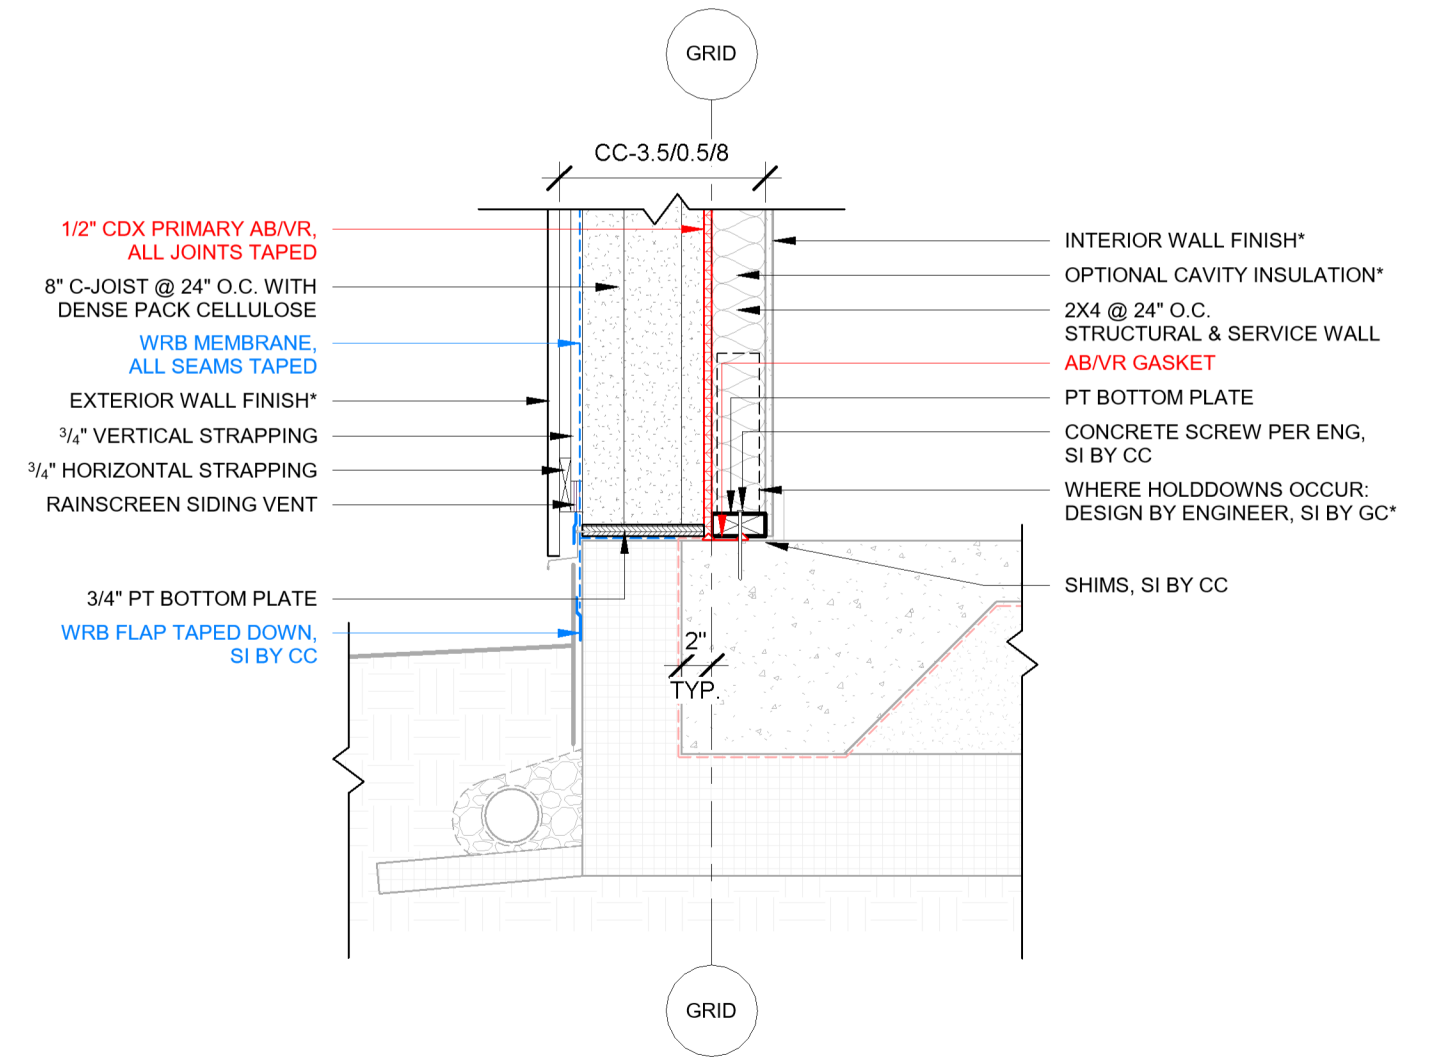 GRID
CC-3.5/0.5/8
1/2" CDX PRIMARY AB/VR,
ALL JOINTS TAPED
8" C-JOIST @ 24" O.C. WITH
DENSE PACK CELLULOSE
WRB MEMBRANE,
ALL SEAMS TAPED
EXTERIOR WALL FINISH*
3/4" VERTICAL STRAPPING
3/4" HORIZONTAL STRAPPING
RAINSCREEN SIDING VENT
3/4" PT BOTTOM PLATE
WRB FLAP TAPED DOWN,
SI BY CC
INTERIOR WALL FINISH*
OPTIONAL CAVITY INSULATION*
2X4 @ 24" O.C.
STRUCTURAL & SERVICE WALL
AB/VR GASKET
PT BOTTOM PLATE
CONCRETE SCREW PER ENG,
SI BY CC
WHERE HOLDDOWNS OCCUR:
DESIGN BY ENGINEER, SI BY GC*
SHIMS, SI BY CC
2"
TYP.
GRID